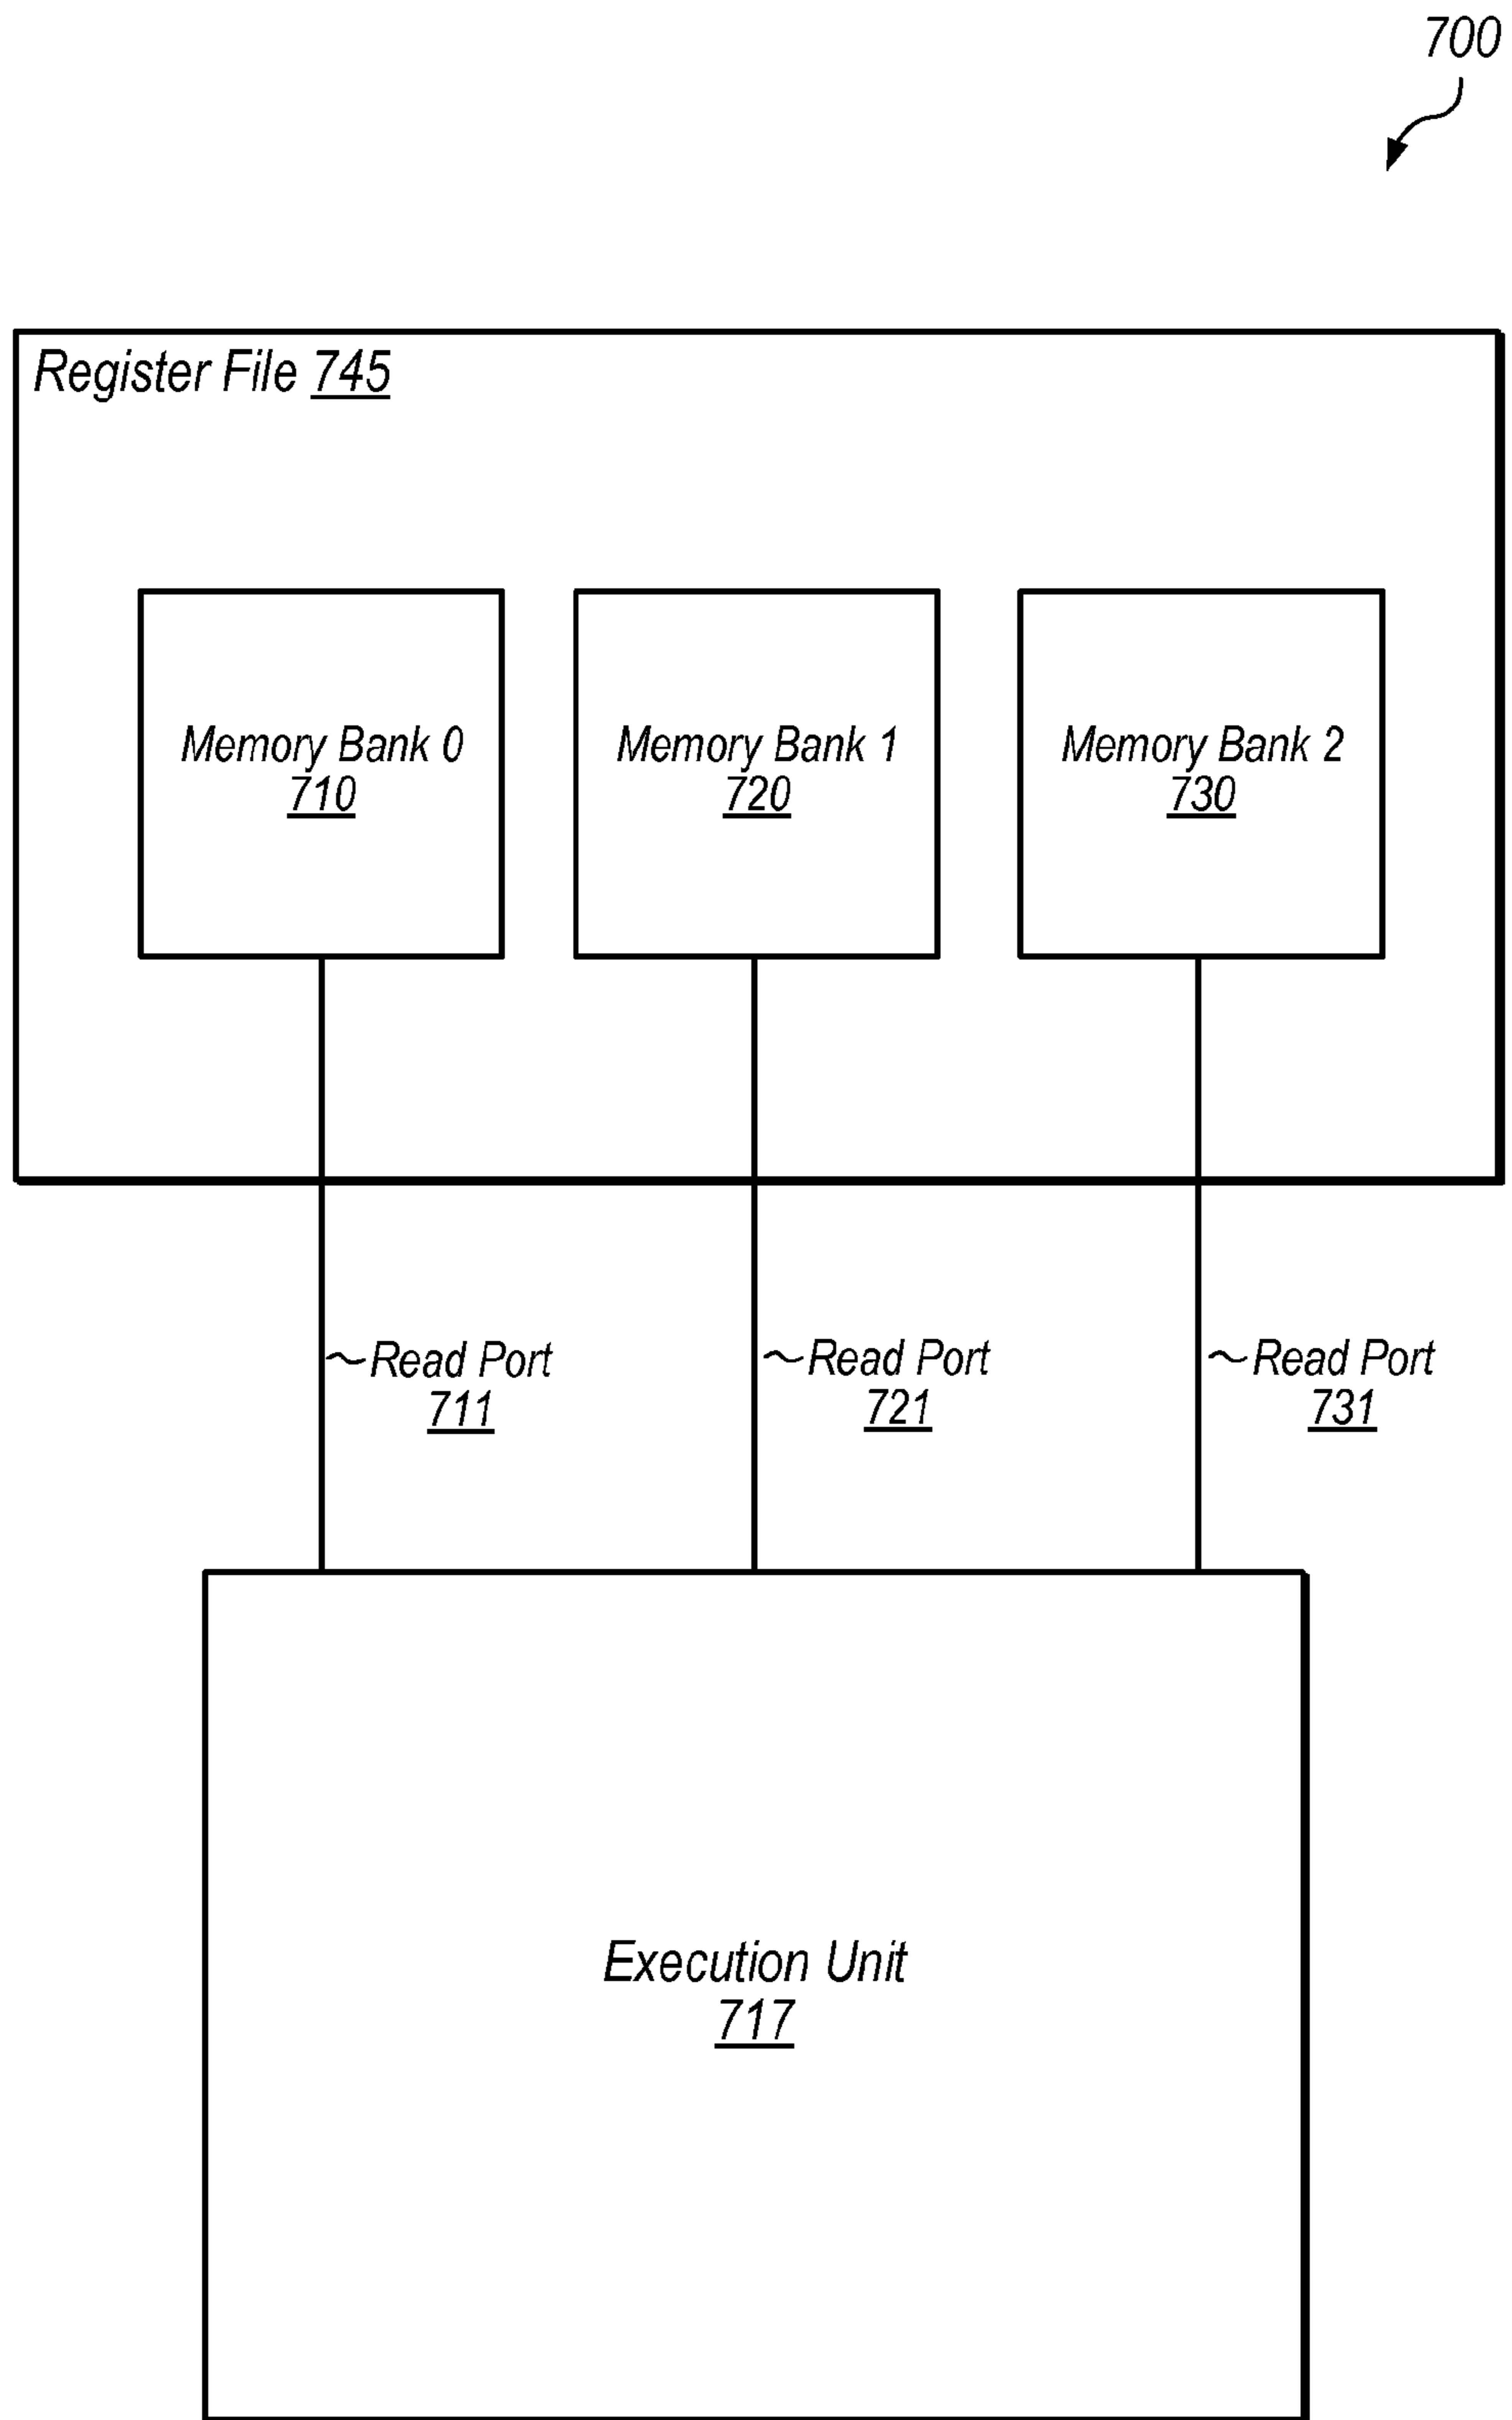 700
Register File 745
Memory Bank 0
710
Memory Bank 1
720
Memory Bank 2
730
Read Port
711
Read Port
721
Read Port
731
Execution Unit
717